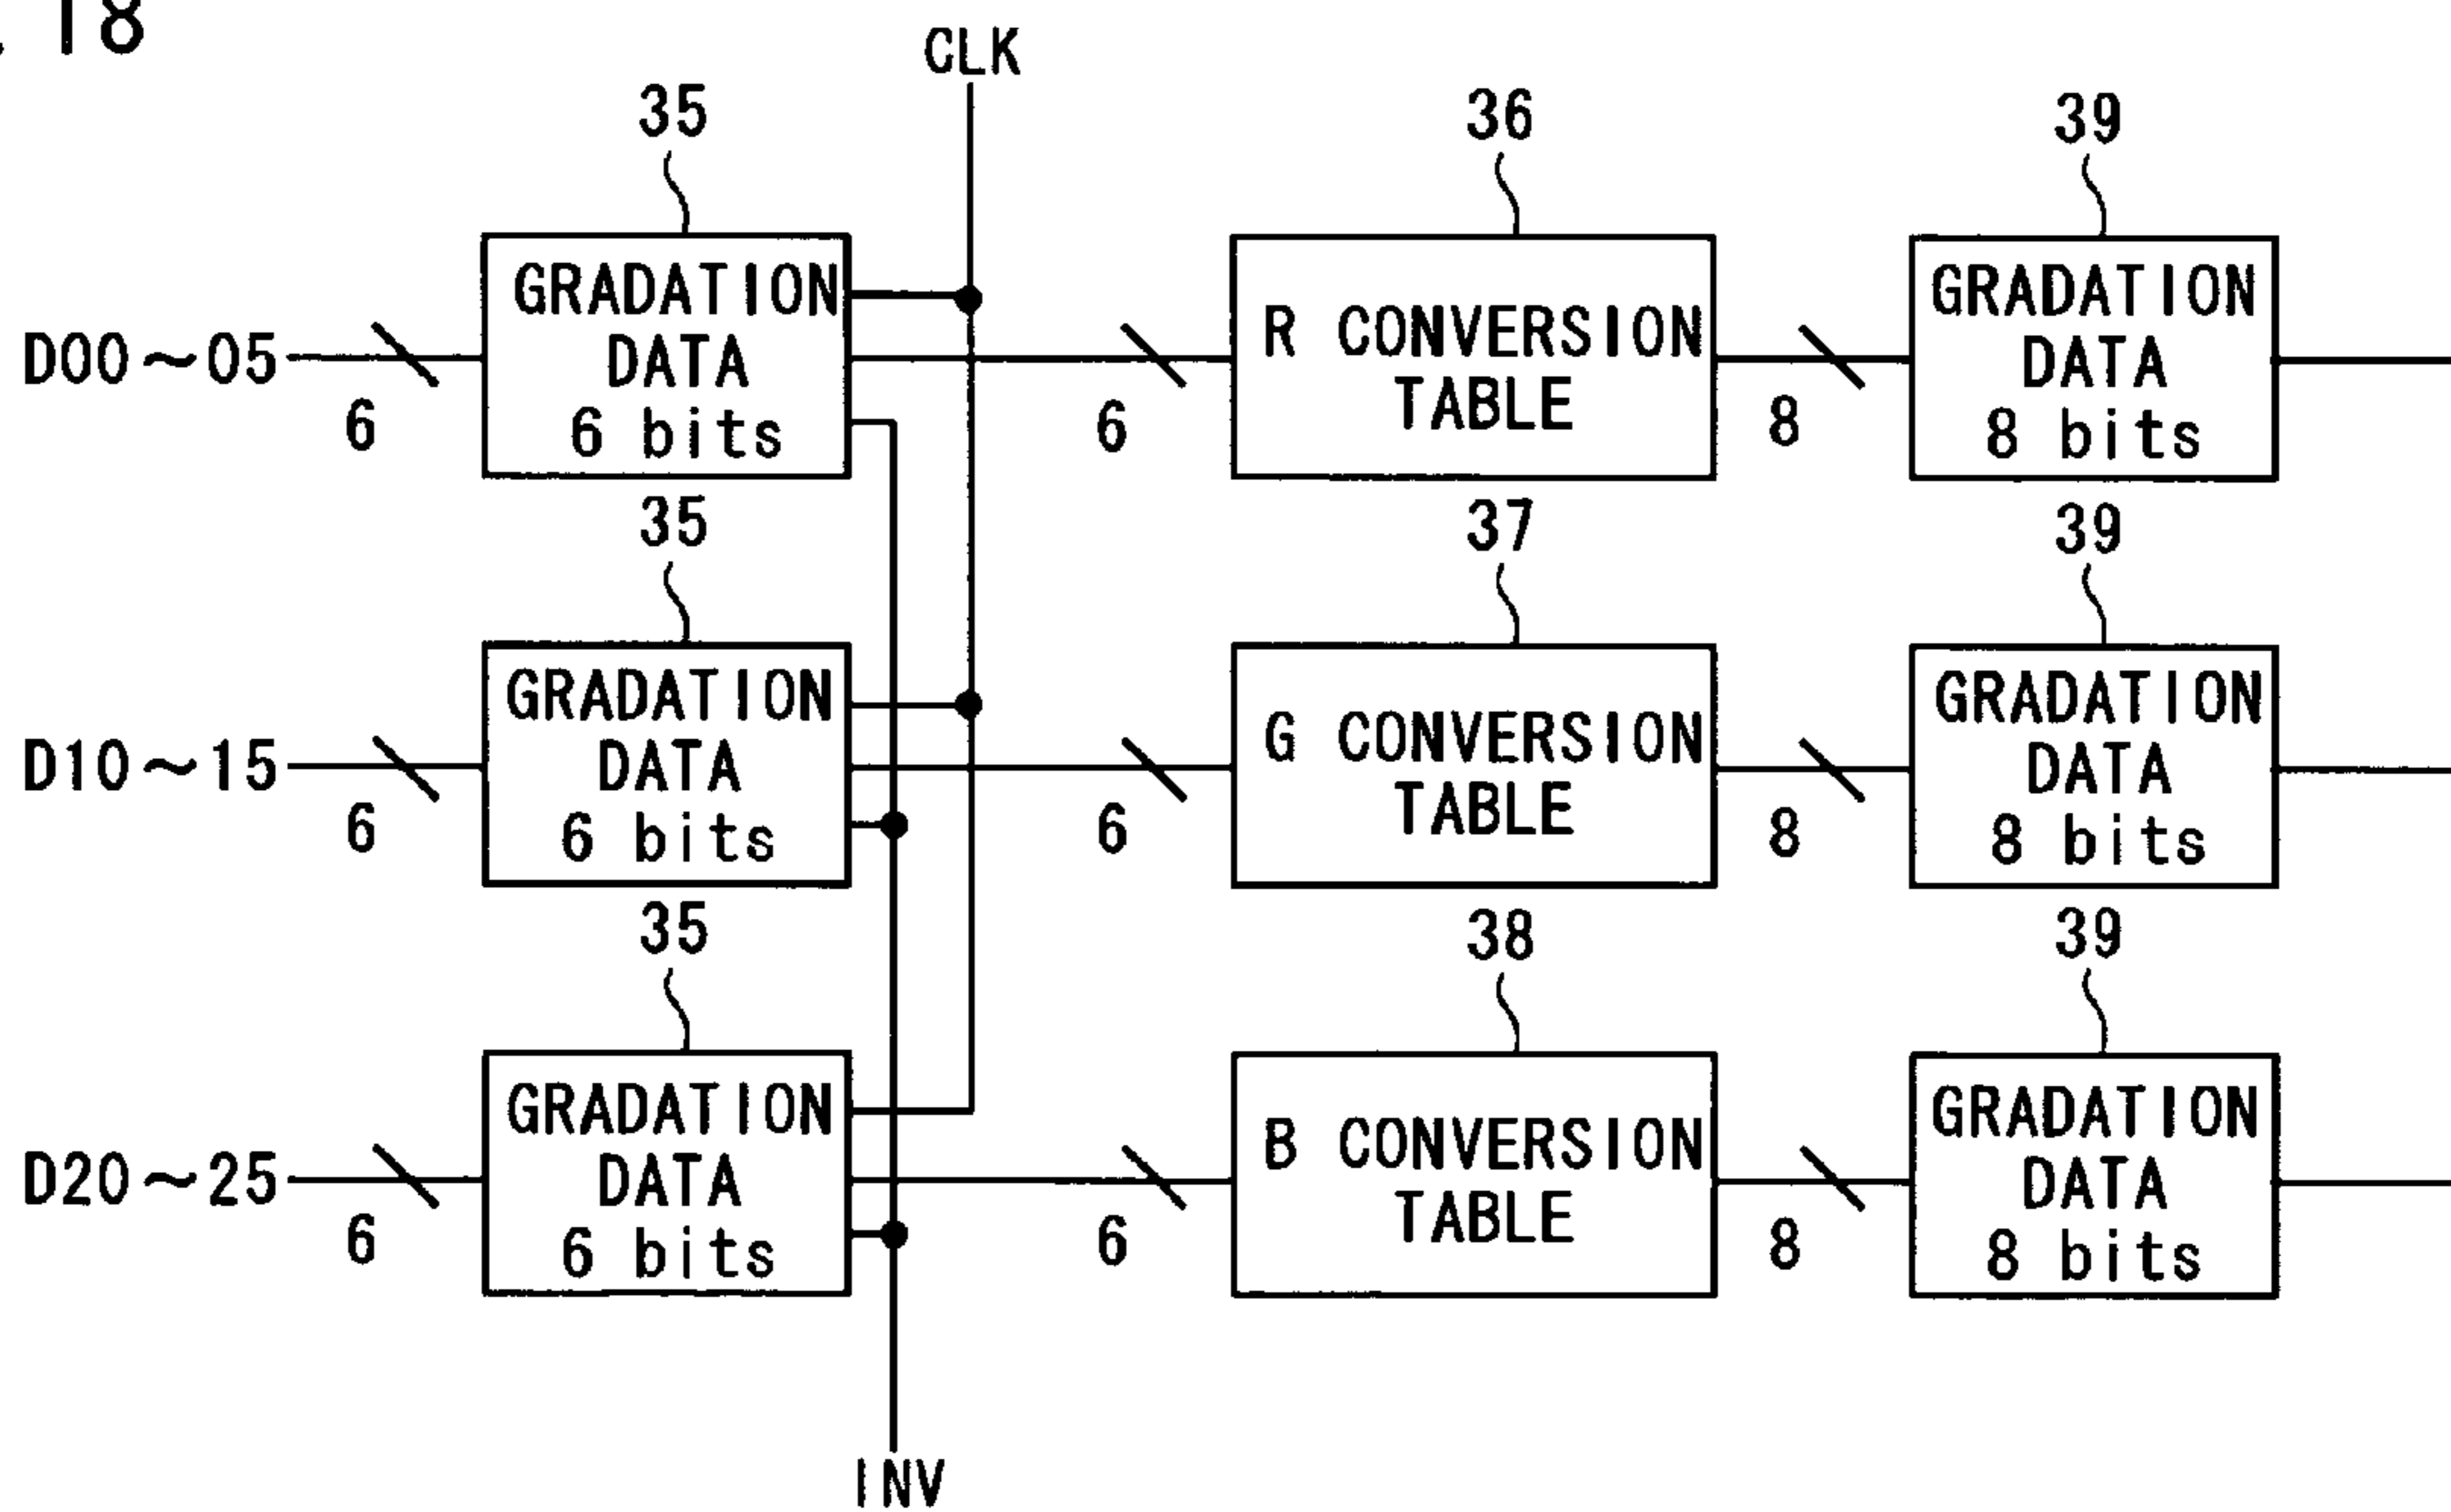 18
CLK
35
36
39
D00～05
6
GRADATION
DATA
6 bits
6
R CONVERSION
TABLE
8
GRADATION
DATA
8 bits
35
37
39
D10～15
6
GRADATION
DATA
6 bits
6
G CONVERSION
TABLE
8
GRADATION
DATA
8 bits
35
38
39
D20～25
6
GRADATION
DATA
6 bits
6
B CONVERSION
TABLE
8
GRADATION
DATA
8 bits
INV